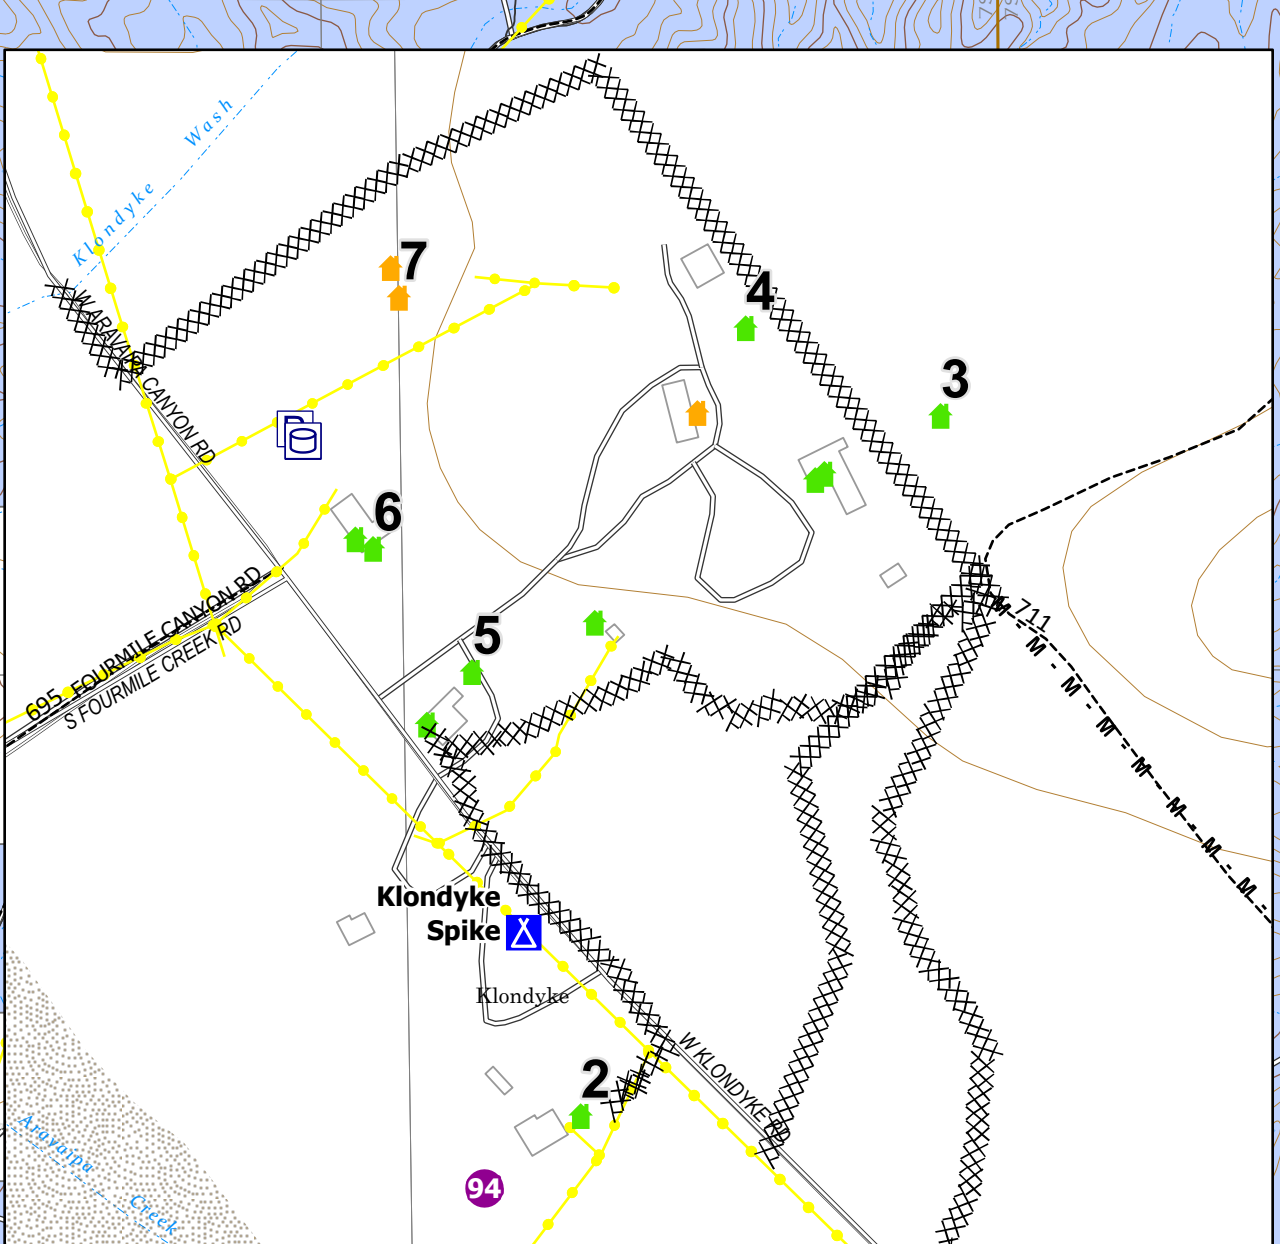 Klondyke Wash
7
4
3
W ARAVAIPA CANYON RD
6
695- FOURMILE CANYON RD
S FOURMILE CREEK RD
5
711
M - M - M - M - M - M - M - M -
Klondyke
Spike
Klondyke
W KLONDYKE RD
2
94
Aravaipa Creek